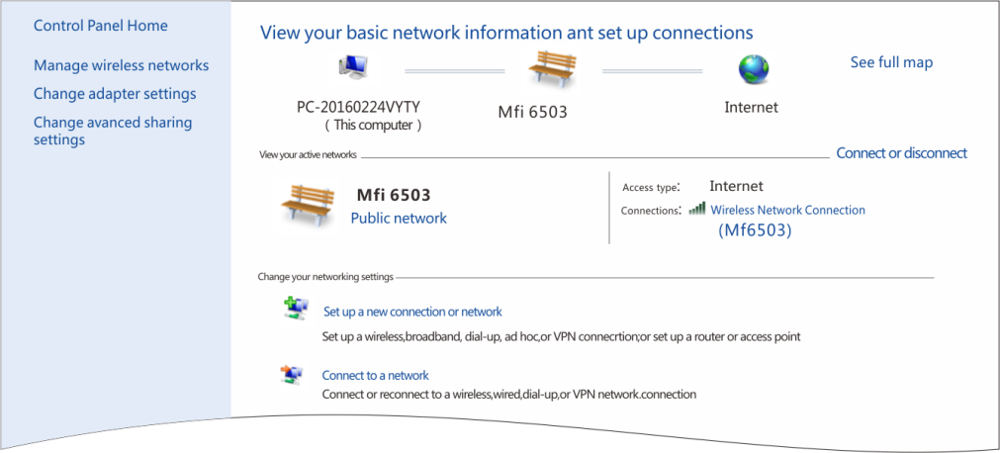 Control Panel Home
Manage wireless networks
Change adapter settings
Change avanced sharing
settings
View your basic network information ant set up connections
See full map
PC-20160224VYTY
( This computer )
Mfi 6503
Internet
View your active networks
Connect or disconnect
Mfi 6503
Public network
Access type: Internet
Connections: Wireless Network Connection
(Mf6503)
Change your networking settings
Set up a new connection or network
Set up a wireless,broadband, dial-up, ad hoc,or VPN connecrtion;or set up a router or access point
Connect to a network
Connect or reconnect to a wireless,wired,dial-up,or VPN network.connection